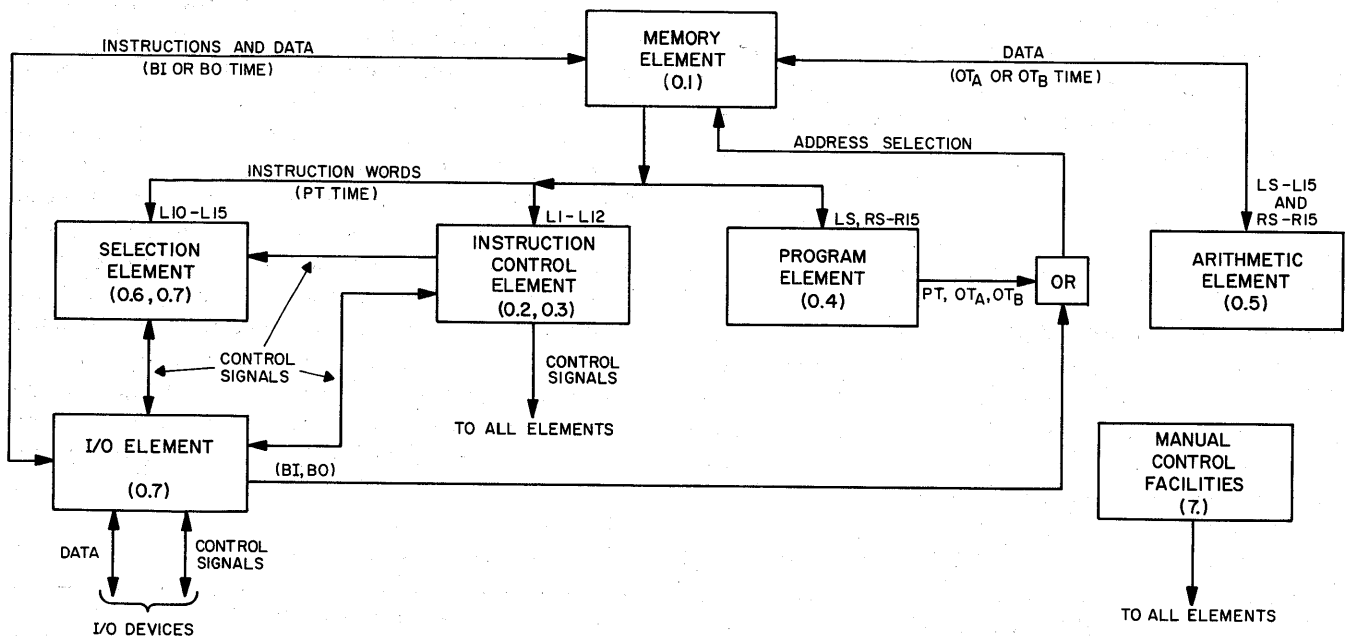 INSTRUCTIONS AND DATA
(BI OR BO TIME)
MEMORY
ELEMENT
(0.1)
DATA
(OTA OR OTB TIME)
ADDRESS SELECTION
INSTRUCTION WORDS
(PT TIME)
L10-L15
L1-L12
LS, RS-R15
LS-L15
AND
RS-R15
SELECTION
ELEMENT
(0.6, 0.7)
INSTRUCTION
CONTROL
ELEMENT
(0.2, 0.3)
PROGRAM
ELEMENT
(0.4)
PT, OTA, OTB
OR
ARITHMETIC
ELEMENT
(0.5)
CONTROL
SIGNALS
CONTROL
SIGNALS
TO ALL ELEMENTS
I/O ELEMENT
(0.7)
(BI, BO)
MANUAL
CONTROL
FACILITIES
(7.)
DATA
CONTROL
SIGNALS
I/O DEVICES
TO ALL ELEMENTS